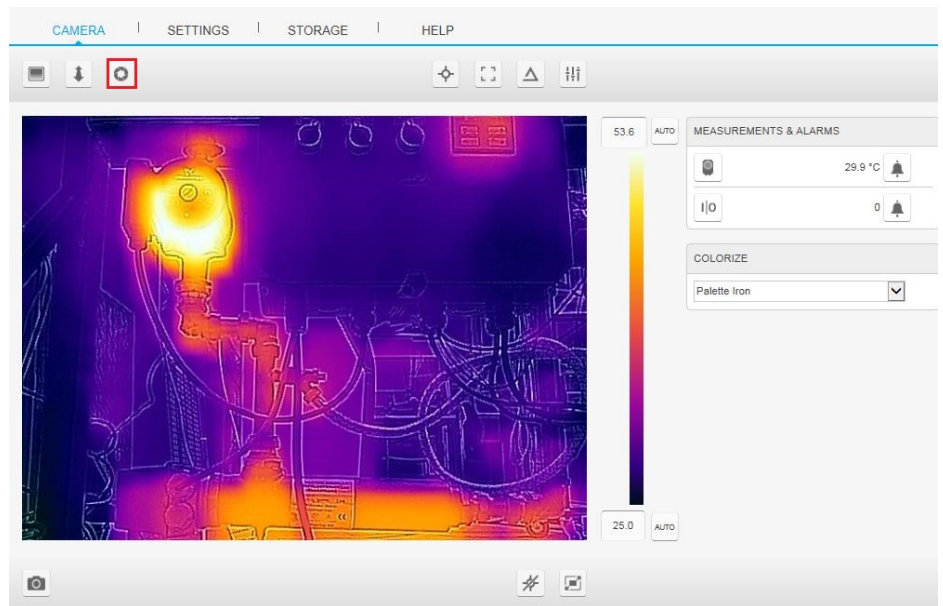 CAMERA SETTINGS STORAGE HELP
53.6 AUTO
MEASUREMENTS & ALARMS
29.9 °C
I|O 0
COLORIZE
Palette Iron
25.0 AUTO